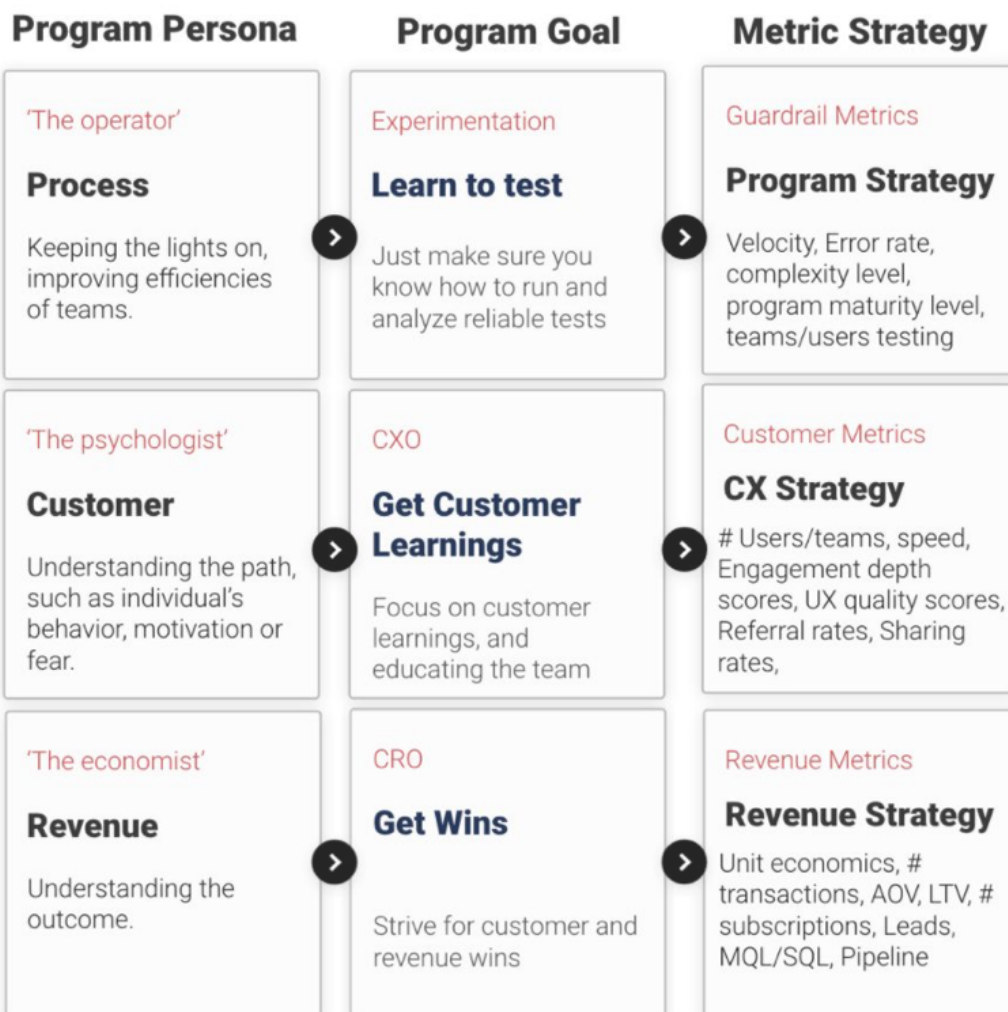 Program Persona
Program Goal
Metric Strategy
‘The operator’
Process
Keeping the lights on,
improving efficiencies
of teams.
Experimentation
Learn to test
Just make sure you
know how to run and
analyze reliable tests
Guardrail Metrics
Program Strategy
Velocity, Error rate,
complexity level,
program maturity level,
teams/users testing
‘The psychologist’
Customer
Understanding the path,
such as individual’s
behavior, motivation or
fear.
CXO
Get Customer
Learnings
Focus on customer
learnings, and
educating the team
Customer Metrics
CX Strategy
# Users/teams, speed,
Engagement depth
scores, UX quality scores,
Referral rates, Sharing
rates,
‘The economist’
Revenue
Understanding the
outcome.
CRO
Get Wins
Strive for customer and
revenue wins
Revenue Metrics
Revenue Strategy
Unit economics, #
transactions, AOV, LTV, #
subscriptions, Leads,
MQL/SQL, Pipeline